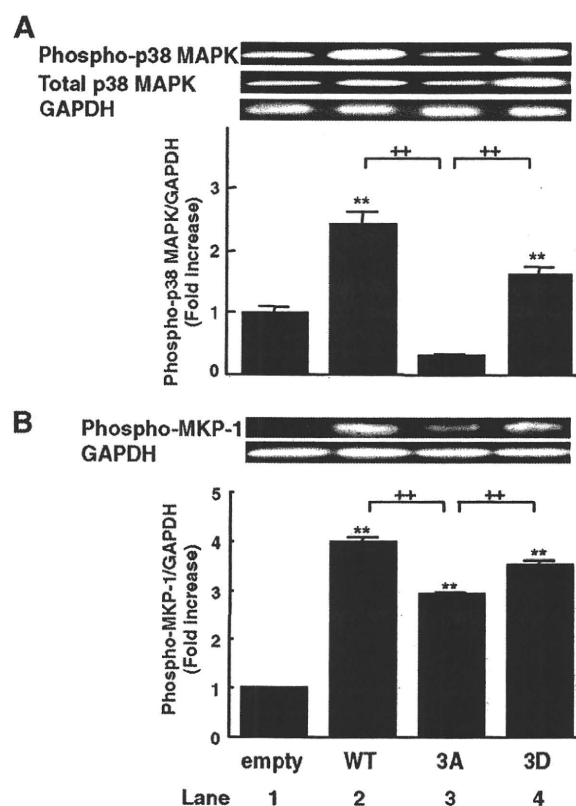 A
Phospho-p38 MAPK
Total p38 MAPK
GAPDH
++ ++
Phospho-p38 MAPK/GAPDH
(Fold increase)
3
2
1
0
**
**
B
Phospho-MKP-1
GAPDH
++ ++
Phospho-MKP-1/GAPDH
(Fold increase)
5
4
3
2
1
0
**
**
**
empty WT 3A 3D
Lane 1 2 3 4